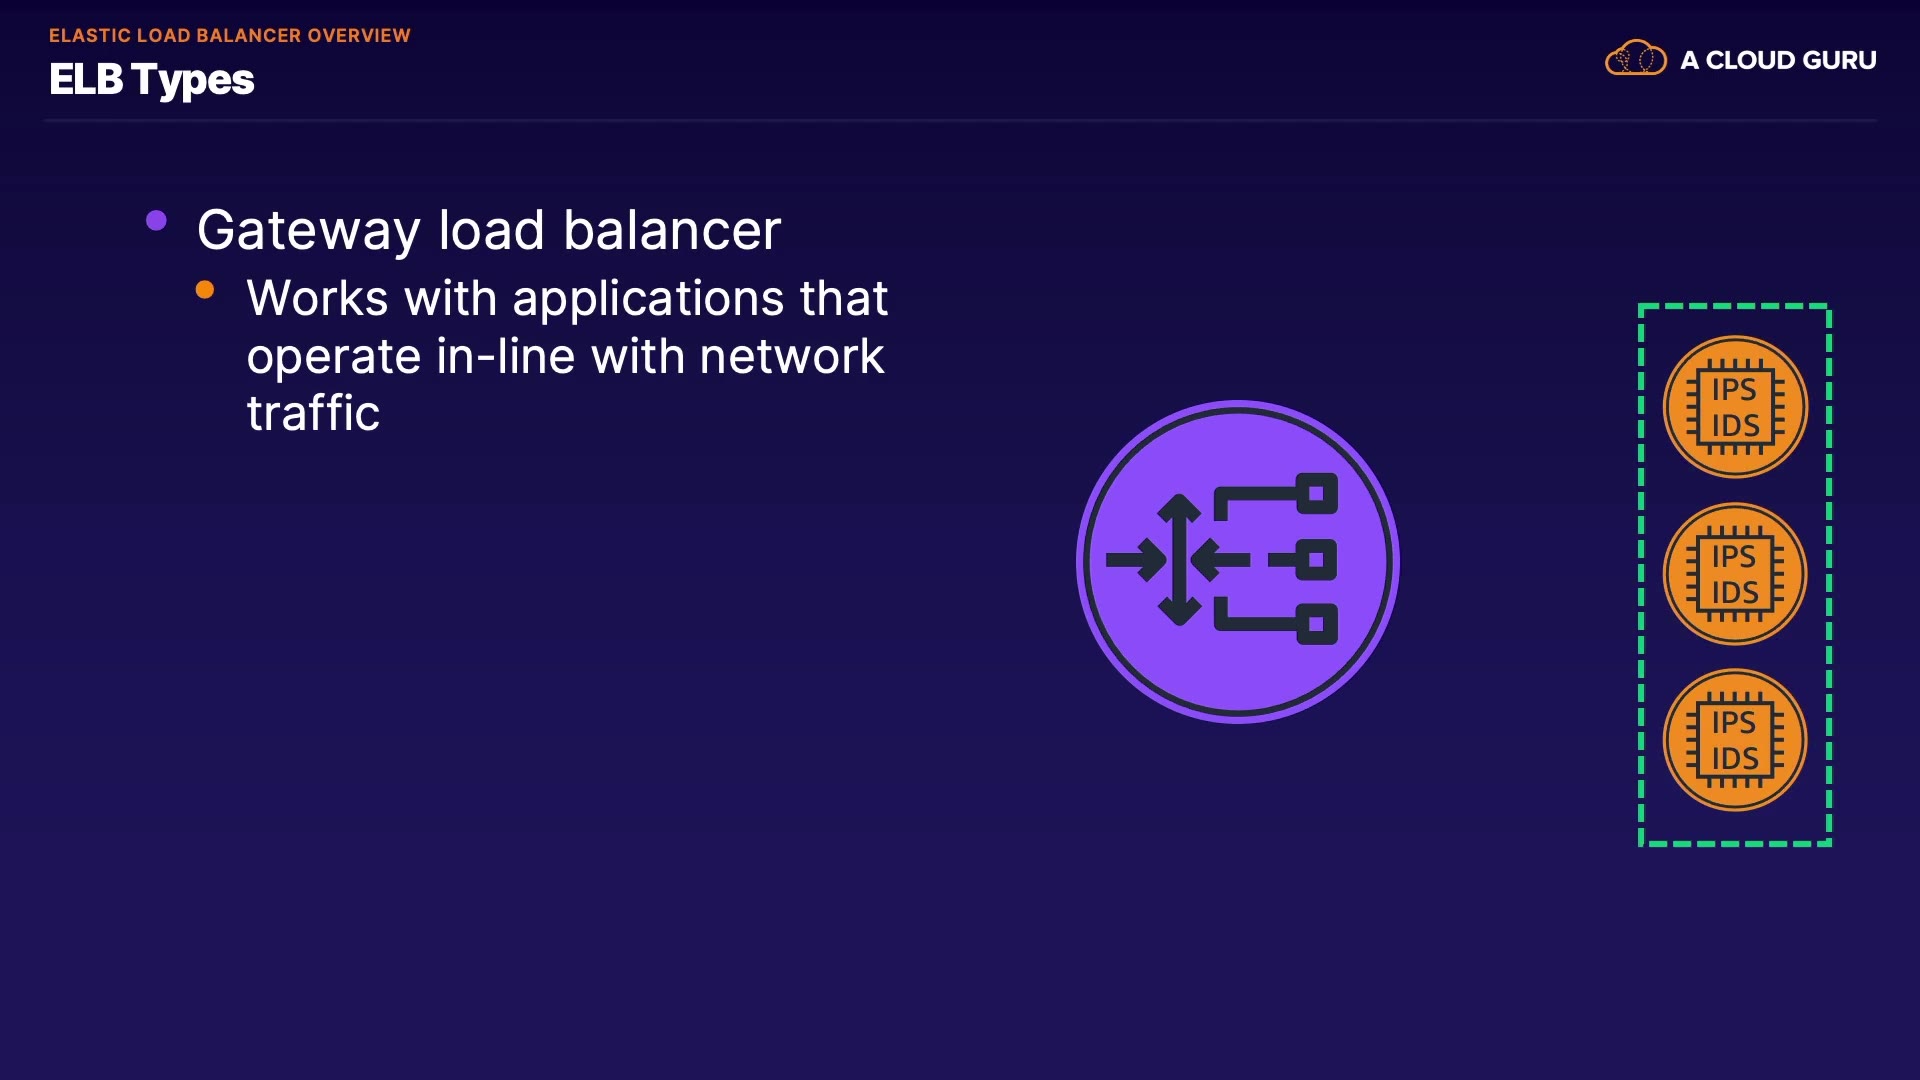 ELASTIC LOAD BALANCER OVERVIEW
ELB Types
A CLOUD GURU
Gateway load balancer
Works with applications that
operate in-line with network
traffic
IPS
IDS
IPS
IDS
IPS
IDS